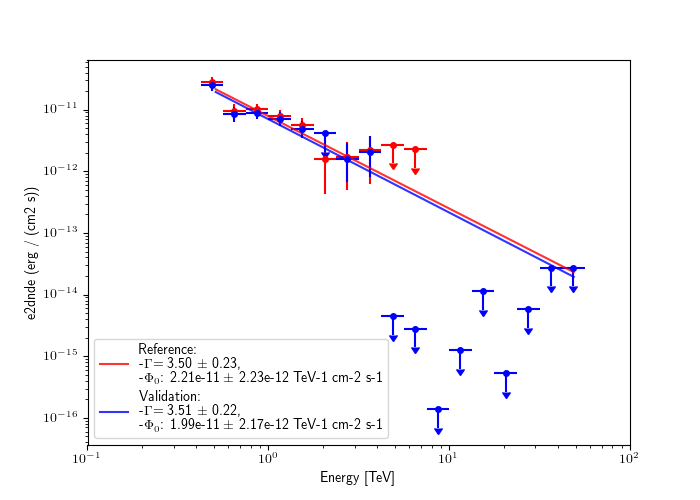 10⁻¹¹
10⁻¹²
10⁻¹³
10⁻¹⁴
10⁻¹⁵
10⁻¹⁶
e2dnde (erg / (cm2 s))
Reference:
-Γ= 3.50 ± 0.23,
-Φ₀: 2.21e-11 ± 2.23e-12 TeV-1 cm-2 s-1
Validation:
-Γ= 3.51 ± 0.22,
-Φ₀: 1.99e-11 ± 2.17e-12 TeV-1 cm-2 s-1
10⁻¹ 10⁰ 10¹ 10²
Energy [TeV]